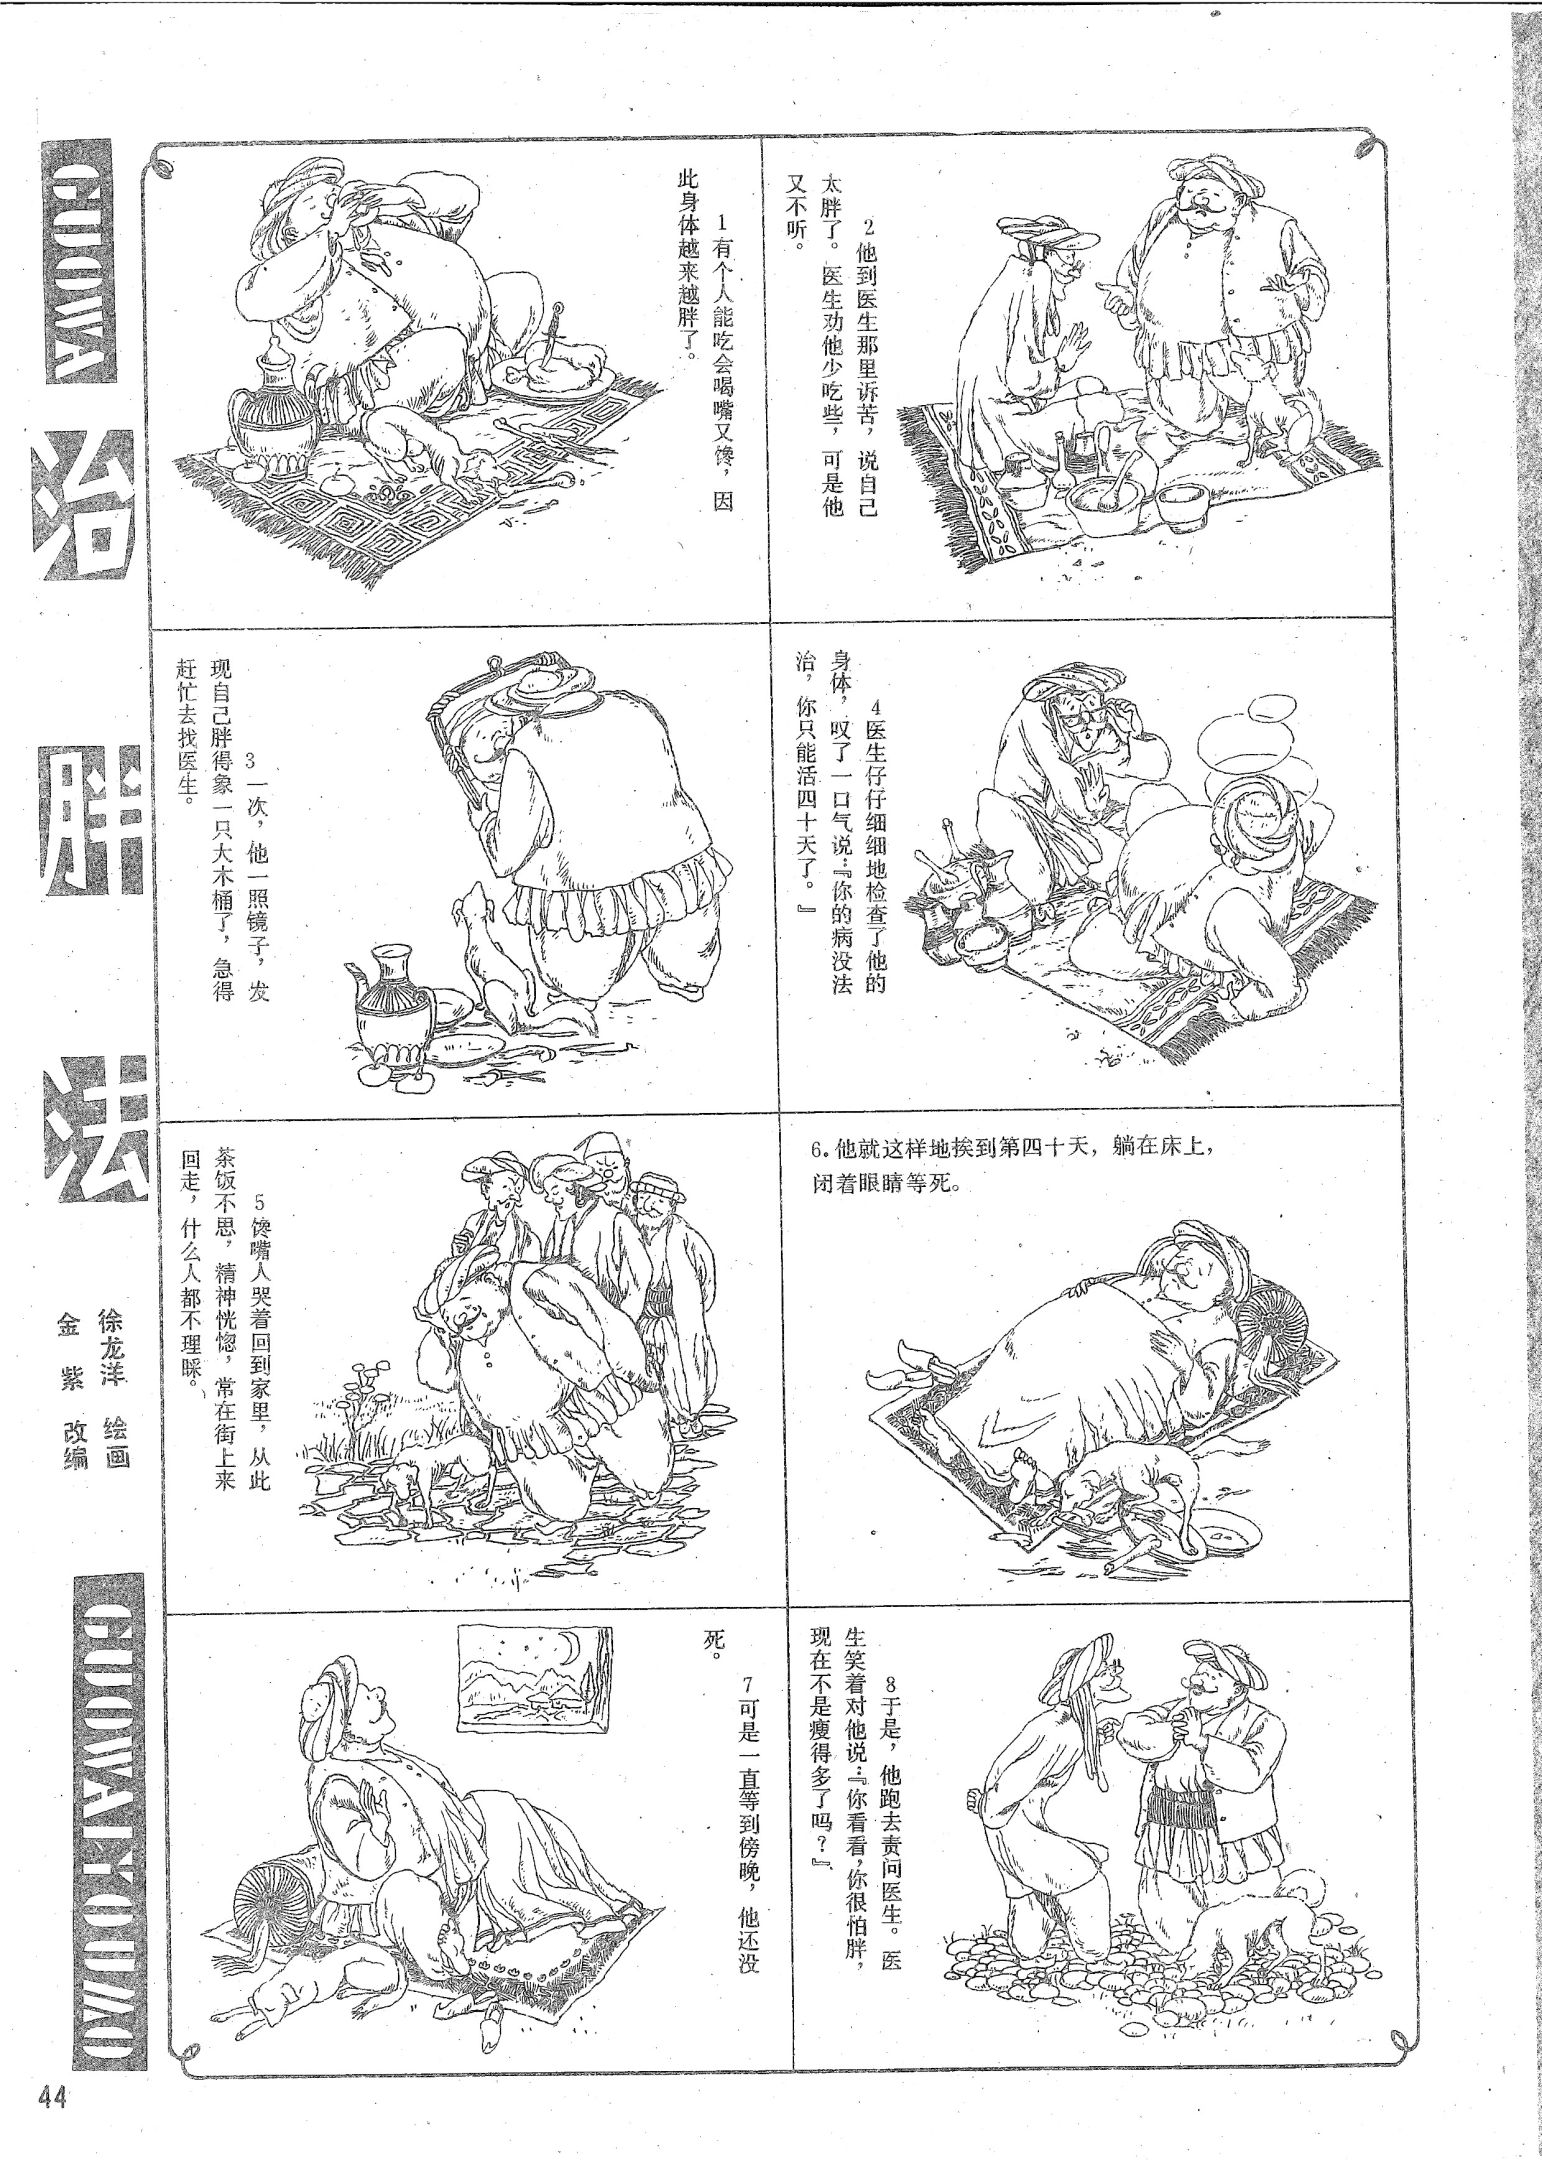 GUOWAI
治胖法
徐龙洋 绘画
金 紫 改编
GUOWAIYOUMO
1 有个人能吃会喝嘴又馋，因
此身体越来越胖了。
2 他到医生那里诉苦，说自己
太胖了。医生劝他少吃些，可是他
又不听。
3 一次，他一照镜子，发
现自己胖得象一只大木桶了，急得
赶忙去找医生。
4 医生仔仔细细地检查了他的
身体，叹了一口气说：『你的病没法
治，你只能活四十天了。』
5 馋嘴人哭着回到家里，从此
茶饭不思，精神恍惚，常在街上来
回走，什么人都不理睬。
6.他就这样地挨到第四十天，躺在床上，
闭着眼睛等死。
7 可是一直等到傍晚，他还没
死。
8 于是，他跑去责问医生。医
生笑着对他说：『你看看，你很怕胖，
现在不是瘦得多了吗？』
44